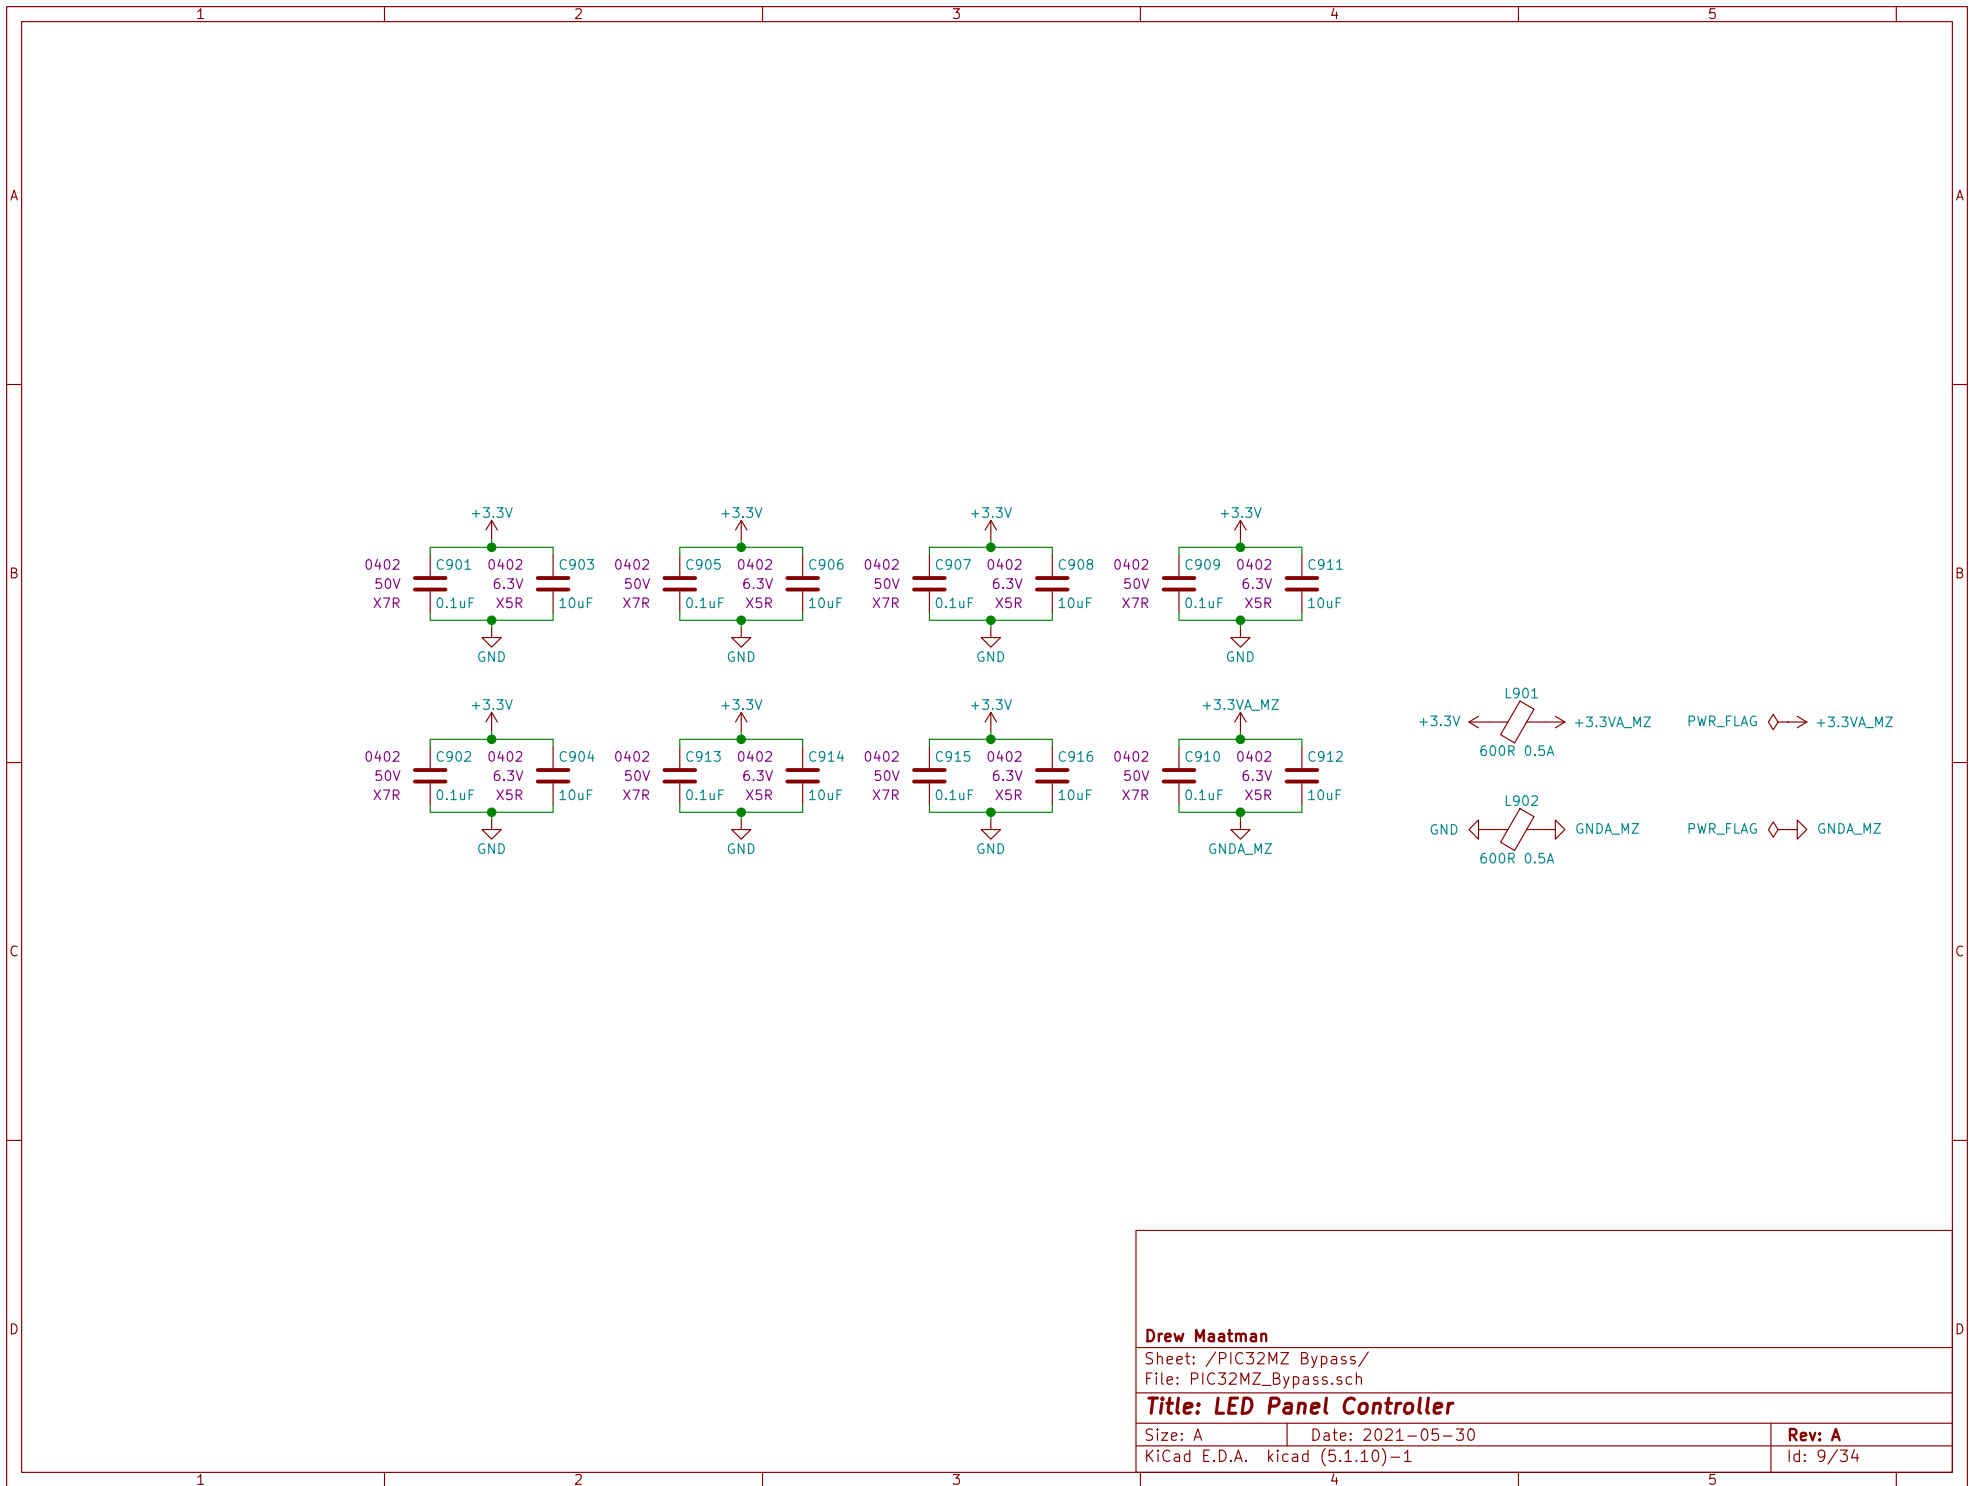 1 2 3 4 5
A A
+3.3V +3.3V +3.3V +3.3V
0402 C901 0402 C903 0402 C905 0402 C906 0402 C907 0402 C908 0402 C909 0402 C911
B B
50V 6.3V 50V 6.3V 50V 6.3V 50V 6.3V
X7R 0.1uF X5R 10uF X7R 0.1uF X5R 10uF X7R 0.1uF X5R 10uF X7R 0.1uF X5R 10uF
GND GND GND GND
L901
+3.3V +3.3V +3.3V +3.3VA_MZ
+3.3V +3.3VA_MZ PWR_FLAG +3.3VA_MZ
600R 0.5A
0402 C902 0402 C904 0402 C913 0402 C914 0402 C915 0402 C916 0402 C910 0402 C912
50V 6.3V 50V 6.3V 50V 6.3V 50V 6.3V
X7R 0.1uF X5R 10uF X7R 0.1uF X5R 10uF X7R 0.1uF X5R 10uF X7R 0.1uF X5R 10uF
L902
GND GNDA_MZ PWR_FLAG GNDA_MZ
GND GND GND GNDA_MZ
600R 0.5A
C C
D D
Drew Maatman
Sheet: /PIC32MZ Bypass/
File: PIC32MZ_Bypass.sch
Title: LED Panel Controller
Size: A Date: 2021-05-30 Rev: A
KiCad E.D.A. kicad (5.1.10)-1 Id: 9/34
1 2 3 4 5